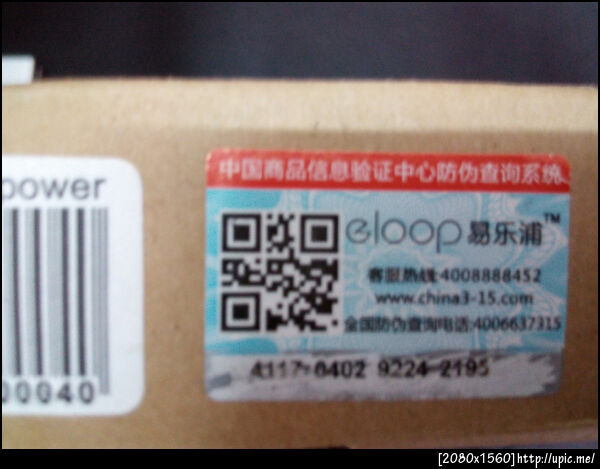 中国商品信息验证中心防伪查询系统
power
eloop 易乐浦™
客服热线:4008888452
www.china3-15.com
全国防伪查询电话:4006637315
4117 0402 9224 2195
00040
[2080x1560]http://upic.me/